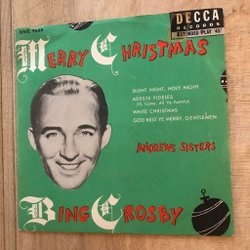 DECCA
RECORDS
EXTENDED PLAY "45"
MERRY CHRISTMAS
SILENT NIGHT, HOLY NIGHT
ADESTE FIDELES
(O, Come, All Ye Faithful)
WHITE CHRISTMAS
GOD REST YE MERRY, GENTLEMEN
ANDREWS SISTERS
BING CROSBY